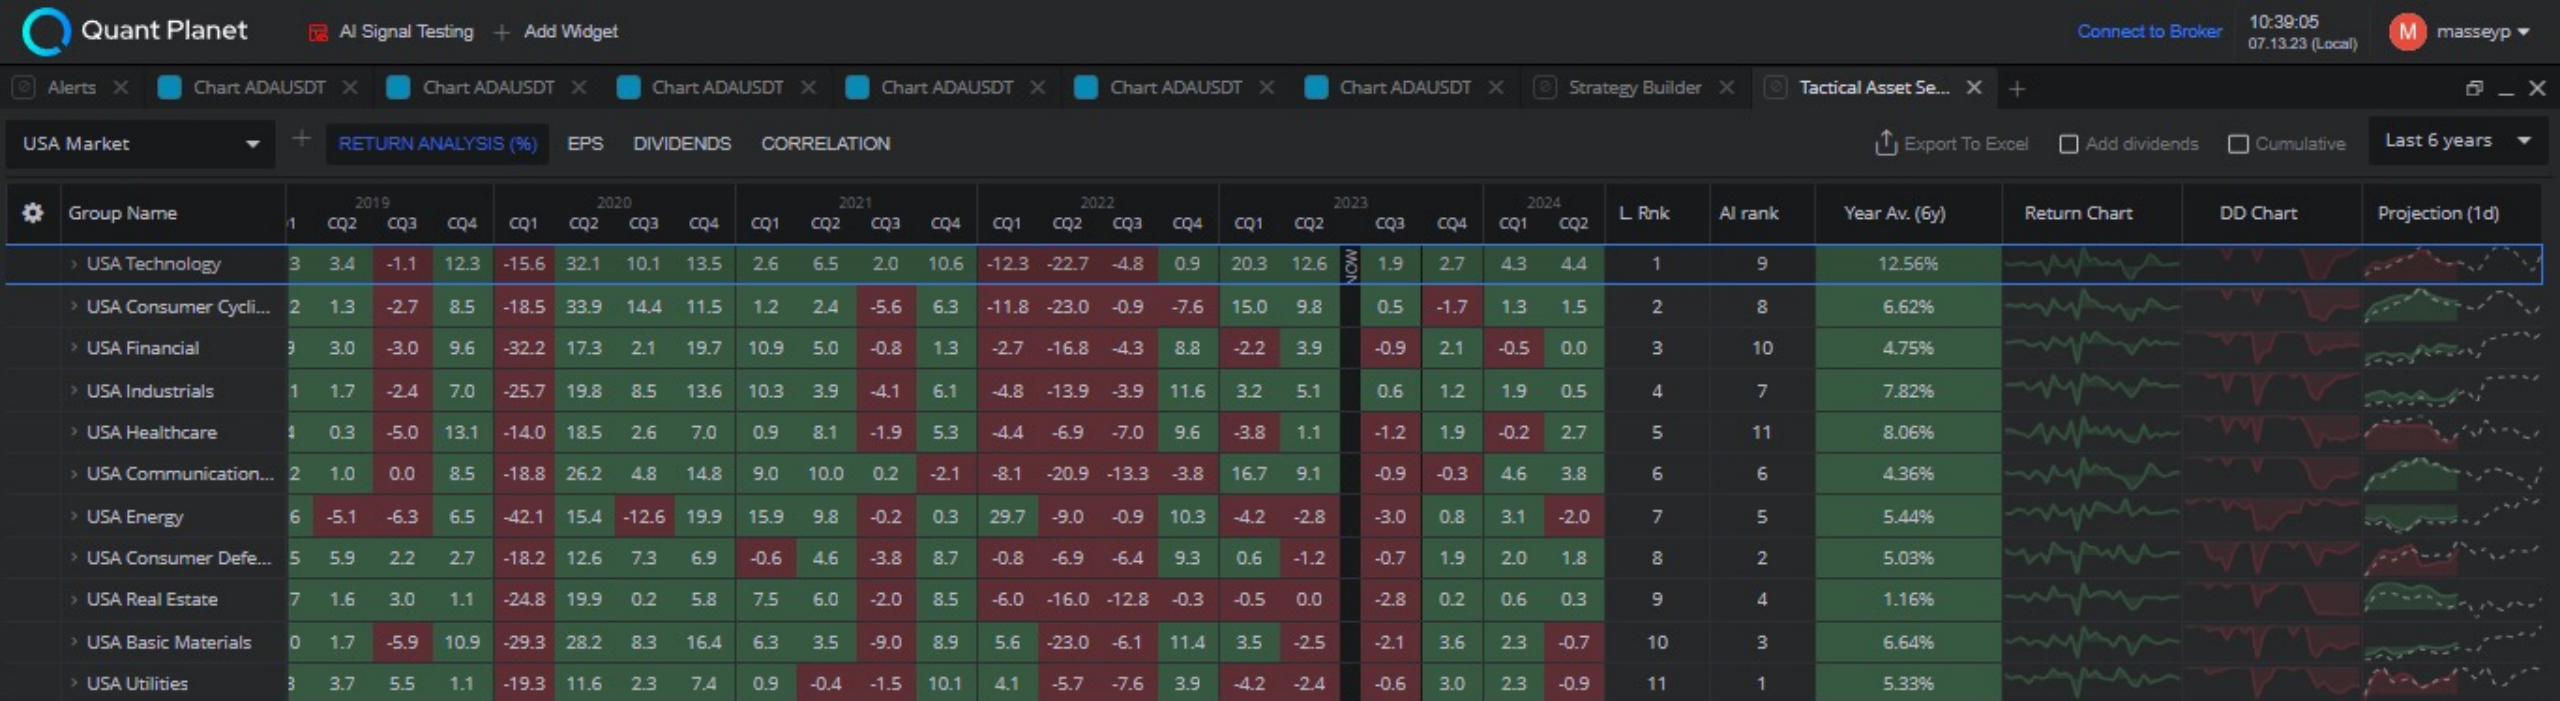 Quant Planet AI Signal Testing + Add Widget Connect to Broker 10:39:05 M masseyp
07.13.23 (Local)
Alerts Chart ADAUSDT Chart ADAUSDT Chart ADAUSDT Chart ADAUSDT Chart ADAUSDT Chart ADAUSDT Strategy Builder Tactical Asset Se...
USA Market RETURN ANALYSIS (%) EPS DIVIDENDS CORRELATION Export To Excel Add dividends Cumulative Last 6 years
2019 2020 2021 2022 2023 2024
Group Name CQ2 CQ3 CQ4 CQ1 CQ2 CQ3 CQ4 CQ1 CQ2 CQ3 CQ4 CQ1 CQ2 CQ3 CQ4 CQ1 CQ2 CQ3 CQ4 CQ1 CQ2 L. Rnk AI rank Year Av. (6y) Return Chart DD Chart Projection (1d)
USA Technology 3 3.4 -1.1 12.3 -15.6 32.1 10.1 13.5 2.6 6.5 2.0 10.6 -12.3 -22.7 -4.8 0.9 20.3 12.6 NOW 1.9 2.7 4.3 4.4 1 9 12.56%
USA Consumer Cycli... 2 1.3 -2.7 8.5 -18.5 33.9 14.4 11.5 1.2 2.4 -5.6 6.3 -11.8 -23.0 -0.9 -7.6 15.0 9.8 0.5 -1.7 1.3 1.5 2 8 6.62%
USA Financial 3.0 -3.0 9.6 -32.2 17.3 2.1 19.7 10.9 5.0 -0.8 1.3 -2.7 -16.8 -4.3 8.8 -2.2 3.9 -0.9 2.1 -0.5 0.0 3 10 4.75%
USA Industrials 1 1.7 -2.4 7.0 -25.7 19.8 8.5 13.6 10.3 3.9 -4.1 6.1 -4.8 -13.9 -3.9 11.6 3.2 5.1 0.6 1.2 1.9 0.5 4 7 7.82%
USA Healthcare 0.3 -5.0 13.1 -14.0 18.5 2.6 7.0 0.9 8.1 -1.9 5.3 -4.4 -6.9 -7.0 9.6 -3.8 1.1 -1.2 1.9 -0.2 2.7 5 11 8.06%
USA Communication... 2 1.0 0.0 8.5 -18.8 26.2 4.8 14.8 9.0 10.0 0.2 -2.1 -8.1 -20.9 -13.3 -3.8 16.7 9.1 -0.9 -0.3 4.6 3.8 6 6 4.36%
USA Energy 6 -5.1 -6.3 6.5 -42.1 15.4 -12.6 19.9 15.9 9.8 -0.2 0.3 29.7 -9.0 -0.9 10.3 -4.2 -2.8 -3.0 0.8 3.1 -2.0 7 5 5.44%
USA Consumer Defe... 5 5.9 2.2 2.7 -18.2 12.6 7.3 6.9 -0.6 4.6 -3.8 8.7 -0.8 -6.9 -6.4 9.3 0.6 -1.2 -0.7 1.9 2.0 1.8 8 2 5.03%
USA Real Estate 7 1.6 3.0 1.1 -24.8 19.9 0.2 5.8 7.5 6.0 -2.0 8.5 -6.0 -16.0 -12.8 -0.3 -0.5 0.0 -2.8 0.2 0.6 0.3 9 4 1.16%
USA Basic Materials 0 1.7 -5.9 10.9 -29.3 28.2 8.3 16.4 6.3 3.5 -9.0 8.9 5.6 -23.0 -6.1 11.4 3.5 -2.5 -2.1 3.6 2.3 -0.7 10 3 6.64%
USA Utilities 3.7 5.5 1.1 -19.3 11.6 2.3 7.4 0.9 -0.4 -1.5 10.1 4.1 -5.7 -7.6 3.9 -4.2 -2.4 -0.6 3.0 2.3 -0.9 11 1 5.33%